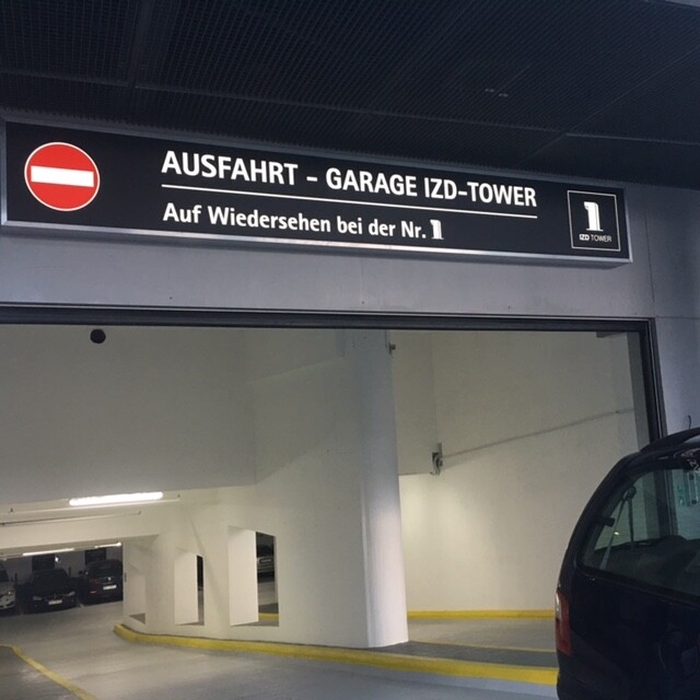 AUSFAHRT - GARAGE IZD-TOWER
Auf Wiedersehen bei der Nr. 1
1
IZD TOWER